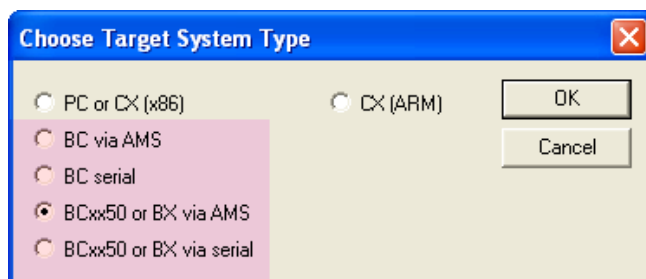 Choose Target System Type
PC or CX (x86)
CX (ARM)
OK
BC via AMS
Cancel
BC serial
BCxx50 or BX via AMS
BCxx50 or BX via serial